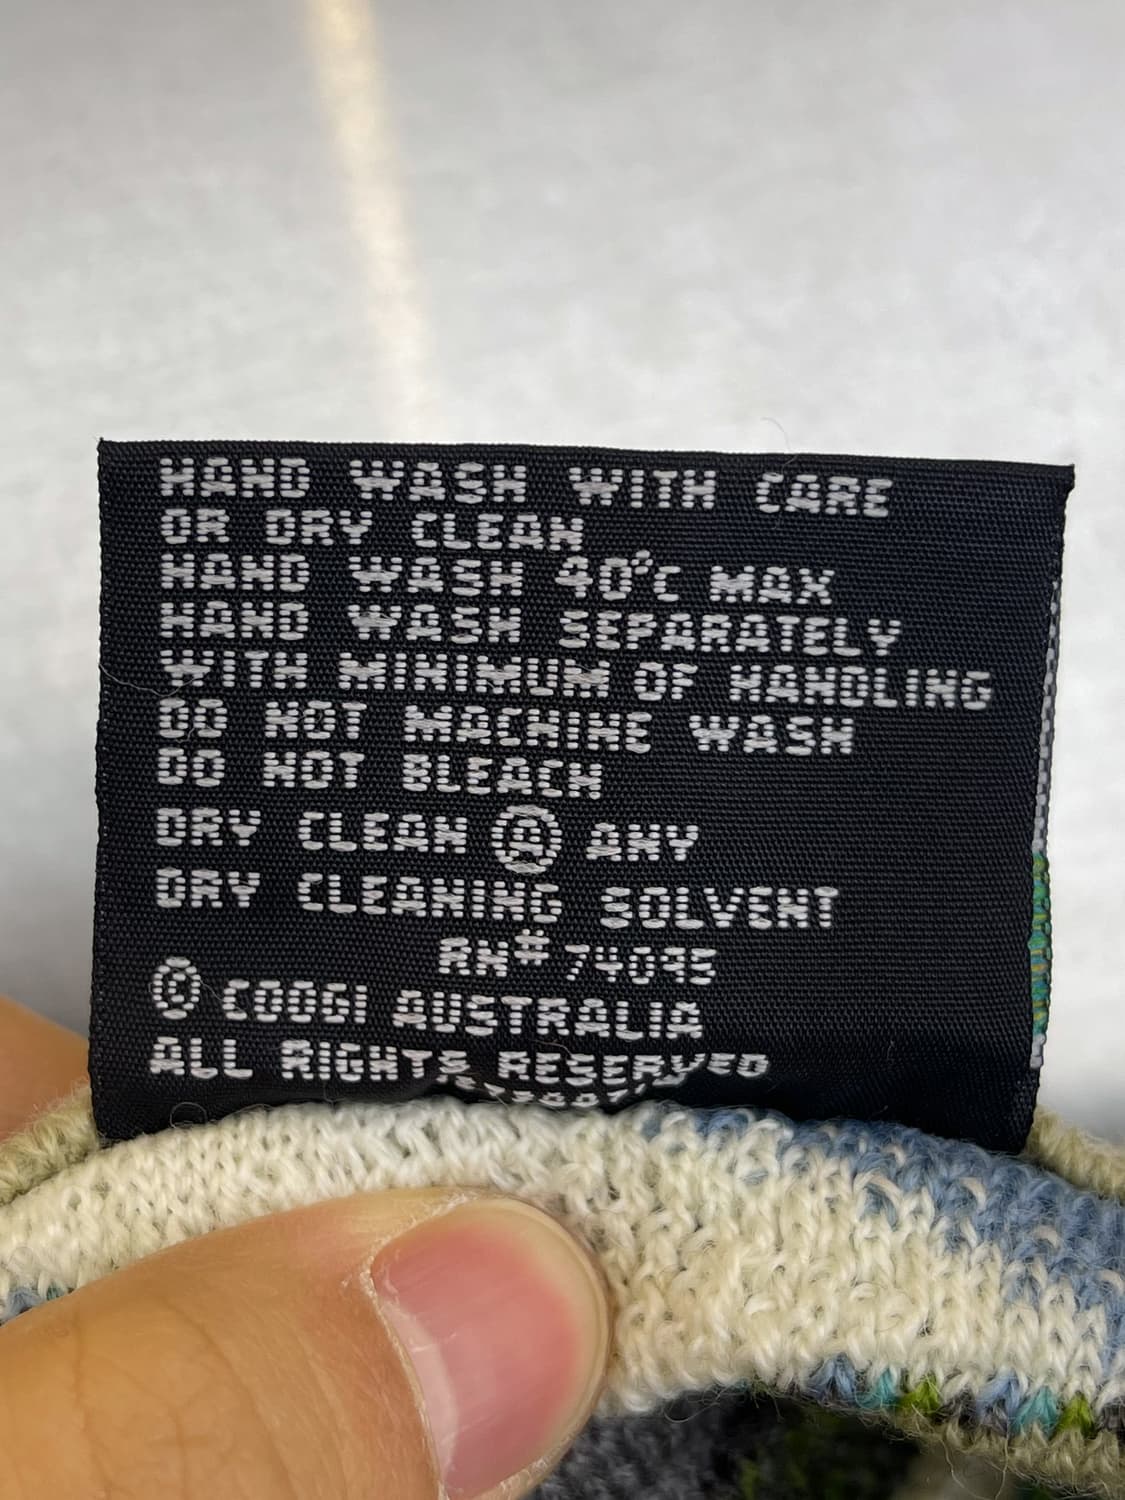 HAND WASH WITH CARE
OR DRY CLEAN
HAND WASH 40°C MAX
HAND WASH SEPARATELY
WITH MINIMUM OF HANDLING
DO NOT MACHINE WASH
DO NOT BLEACH
DRY CLEAN Ⓐ ANY
DRY CLEANING SOLVENT
RN# 74095
© COOGI AUSTRALIA
ALL RIGHTS RESERVED